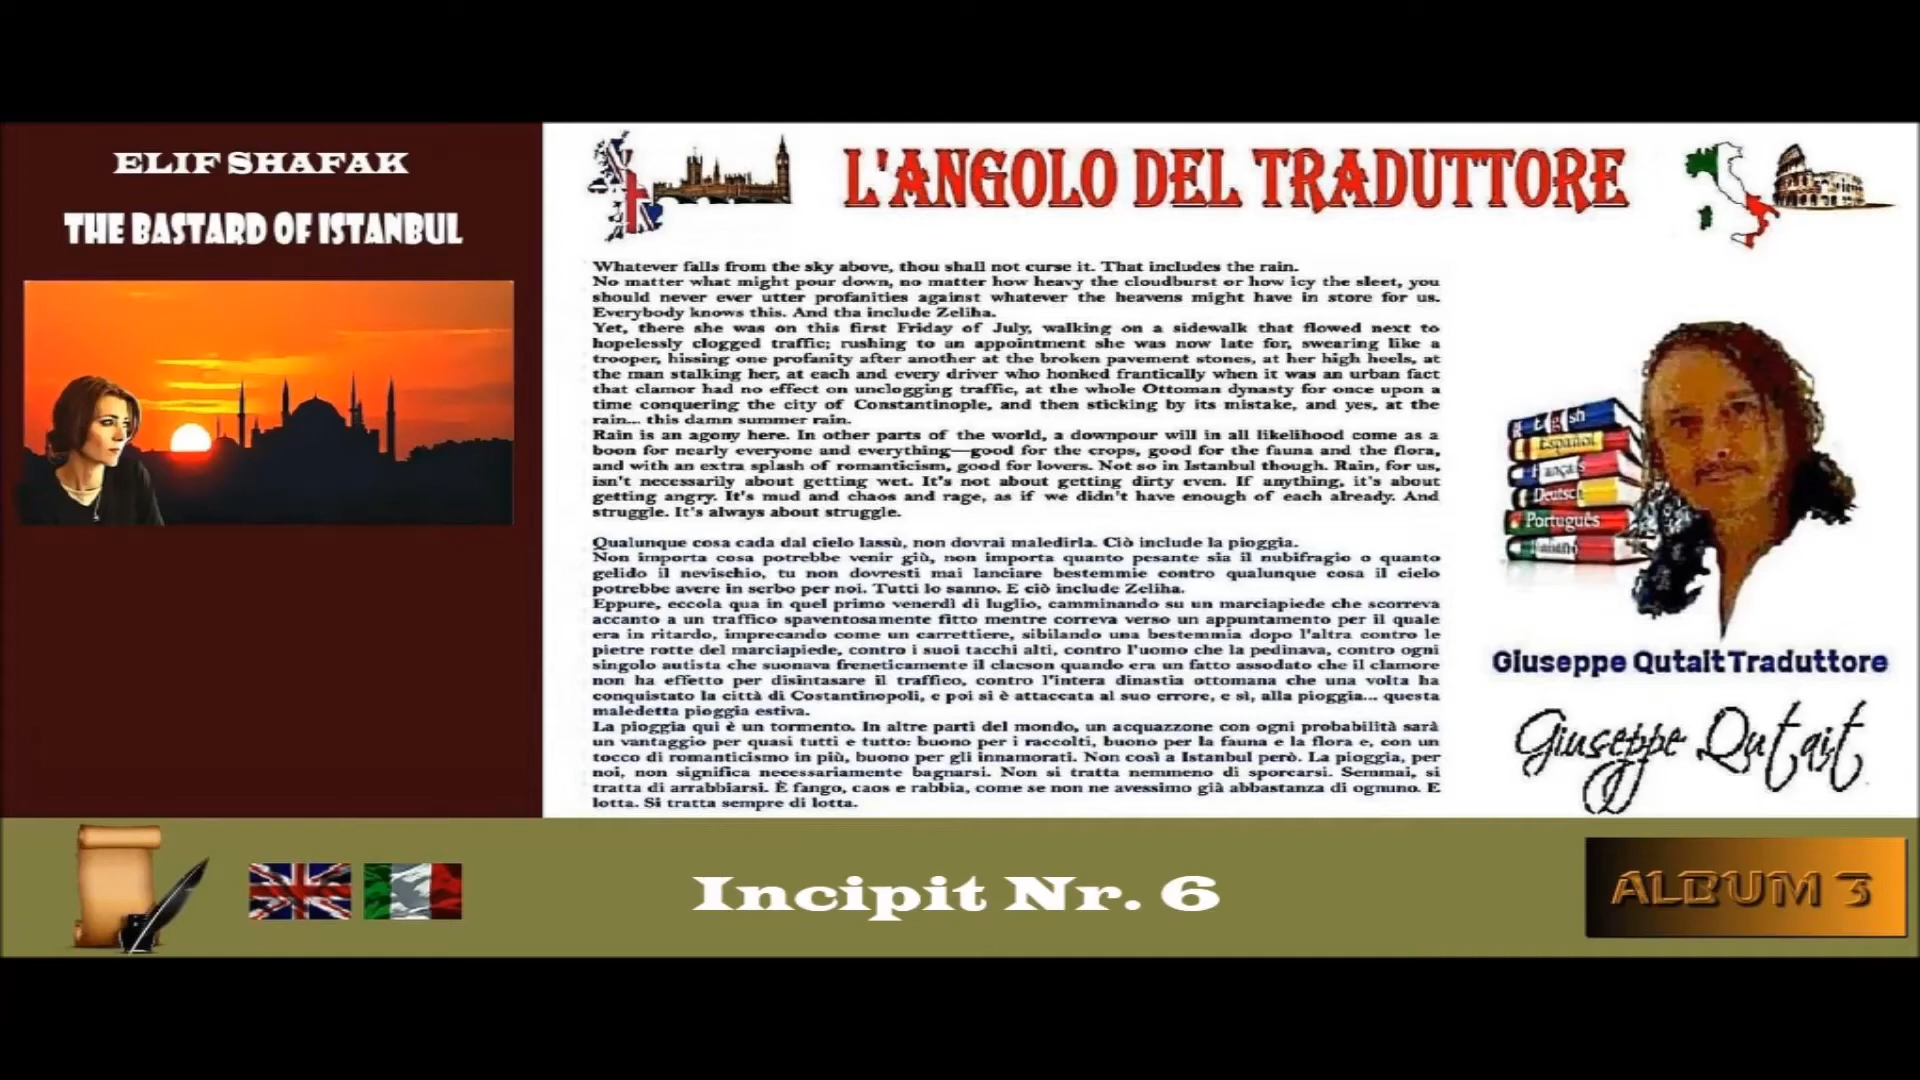 ELIF SHAFAK
THE BASTARD OF ISTANBUL
L'ANGOLO DEL TRADUTTORE
Whatever falls from the sky above, thou shall not curse it. That includes the rain.
No matter what might pour down, no matter how heavy the cloudburst or how icy the sleet, you
should never ever utter profanities against whatever the heavens might have in store for us.
Everybody knows this. And tha include Zeliha.
Yet, there she was on this first Friday of July, walking on a sidewalk that flowed next to
hopelessly clogged traffic; rushing to an appointment she was now late for, swearing like a
trooper, hissing one profanity after another at the broken pavement stones, at her high heels, at
the man stalking her, at each and every driver who honked frantically when it was an urban fact
that clamor had no effect on unclogging traffic, at the whole Ottoman dynasty for once upon a
time conquering the city of Constantinople, and then sticking by its mistake, and yes, at the
rain... this damn summer rain.
Rain is an agony here. In other parts of the world, a downpour will in all likelihood come as a
boon for nearly everyone and everything—good for the crops, good for the fauna and the flora,
and with an extra splash of romanticism, good for lovers. Not so in Istanbul though. Rain, for us,
isn't necessarily about getting wet. It's not about getting dirty even. If anything, it's about
getting angry. It's mud and chaos and rage, as if we didn't have enough of each already. And
struggle. It's always about struggle.
Qualunque cosa cada dal cielo lassù, non dovrai maledirla. Ciò include la pioggia.
Non importa cosa potrebbe venir giù, non importa quanto pesante sia il nubifragio o quanto
gelido il nevischio, tu non dovresti mai lanciare bestemmie contro qualunque cosa il cielo
potrebbe avere in serbo per noi. Tutti lo sanno. E ciò include Zeliha.
Eppure, eccola qua in quel primo venerdì di luglio, camminando su un marciapiede che scorreva
accanto a un traffico spaventosamente fitto mentre correva verso un appuntamento per il quale
era in ritardo, imprecando come un carrettiere, sibilando una bestemmia dopo l'altra contro le
pietre rotte del marciapiede, contro i suoi tacchi alti, contro l'uomo che la pedinava, contro ogni
singolo autista che suonava freneticamente il clacson quando era un fatto assodato che il clamore
non ha effetto per disintasare il traffico, contro l'intera dinastia ottomana che una volta ha
conquistato la città di Costantinopoli, e poi si è attaccata al suo errore, e sì, alla pioggia... questa
maledetta pioggia estiva.
La pioggia qui è un tormento. In altre parti del mondo, un acquazzone con ogni probabilità sarà
un vantaggio per quasi tutti e tutto: buono per i raccolti, buono per la fauna e la flora e, con un
tocco di romanticismo in più, buono per gli innamorati. Non così a Istanbul però. La pioggia, per
noi, non significa necessariamente bagnarsi. Non si tratta nemmeno di sporcarsi. Semmai, si
tratta di arrabbiarsi. È fango, caos e rabbia, come se non ne avessimo già abbastanza di ognuno. E
lotta. Si tratta sempre di lotta.
English
Español
Français
Deutsch
Português
Giuseppe Qutait Traduttore
Giuseppe Qutait
Incipit Nr. 6
ALBUM 3